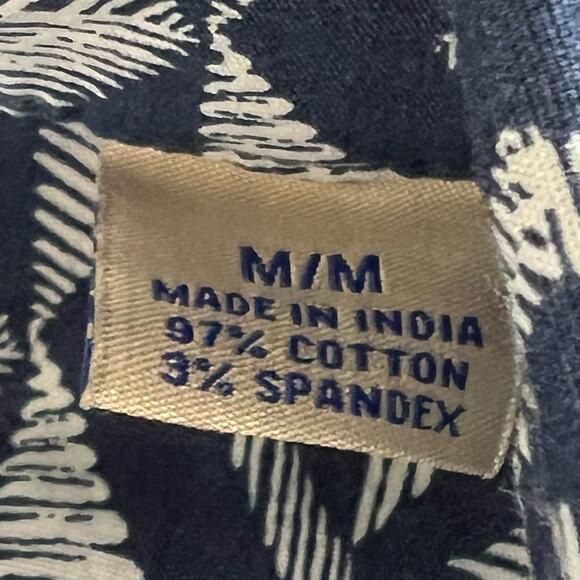 M/M
MADE IN INDIA
97% COTTON
3% SPANDEX